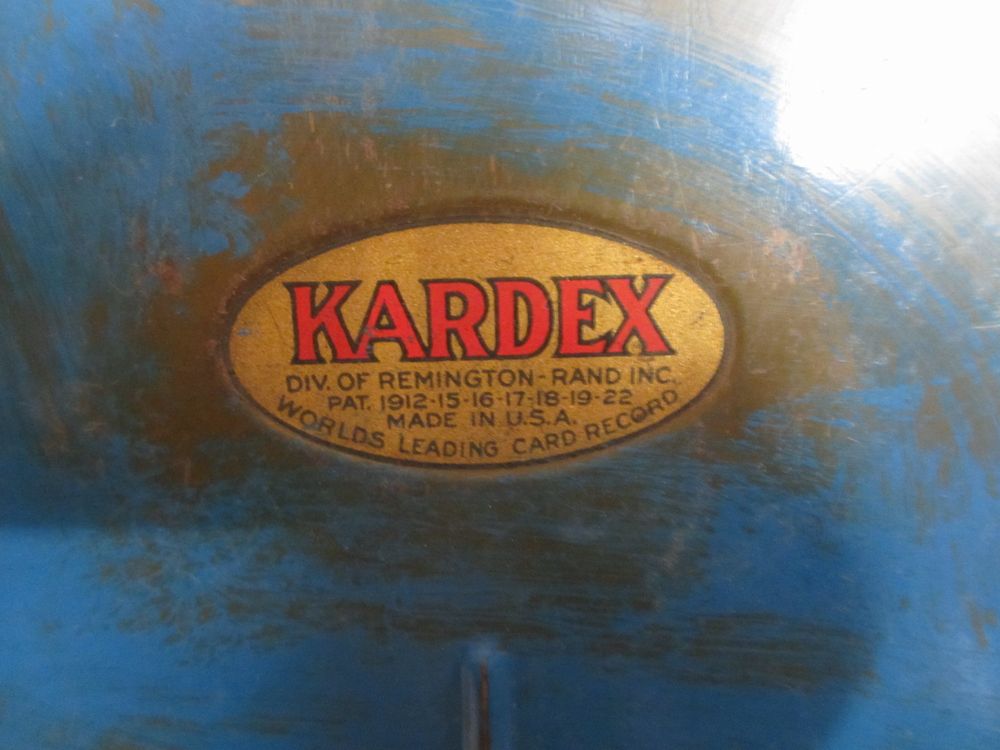 KARDEX
DIV. OF REMINGTON-RAND INC.
PAT. 1912-15-16-17-18-19-22
MADE IN U.S.A.
WORLDS LEADING CARD RECORD